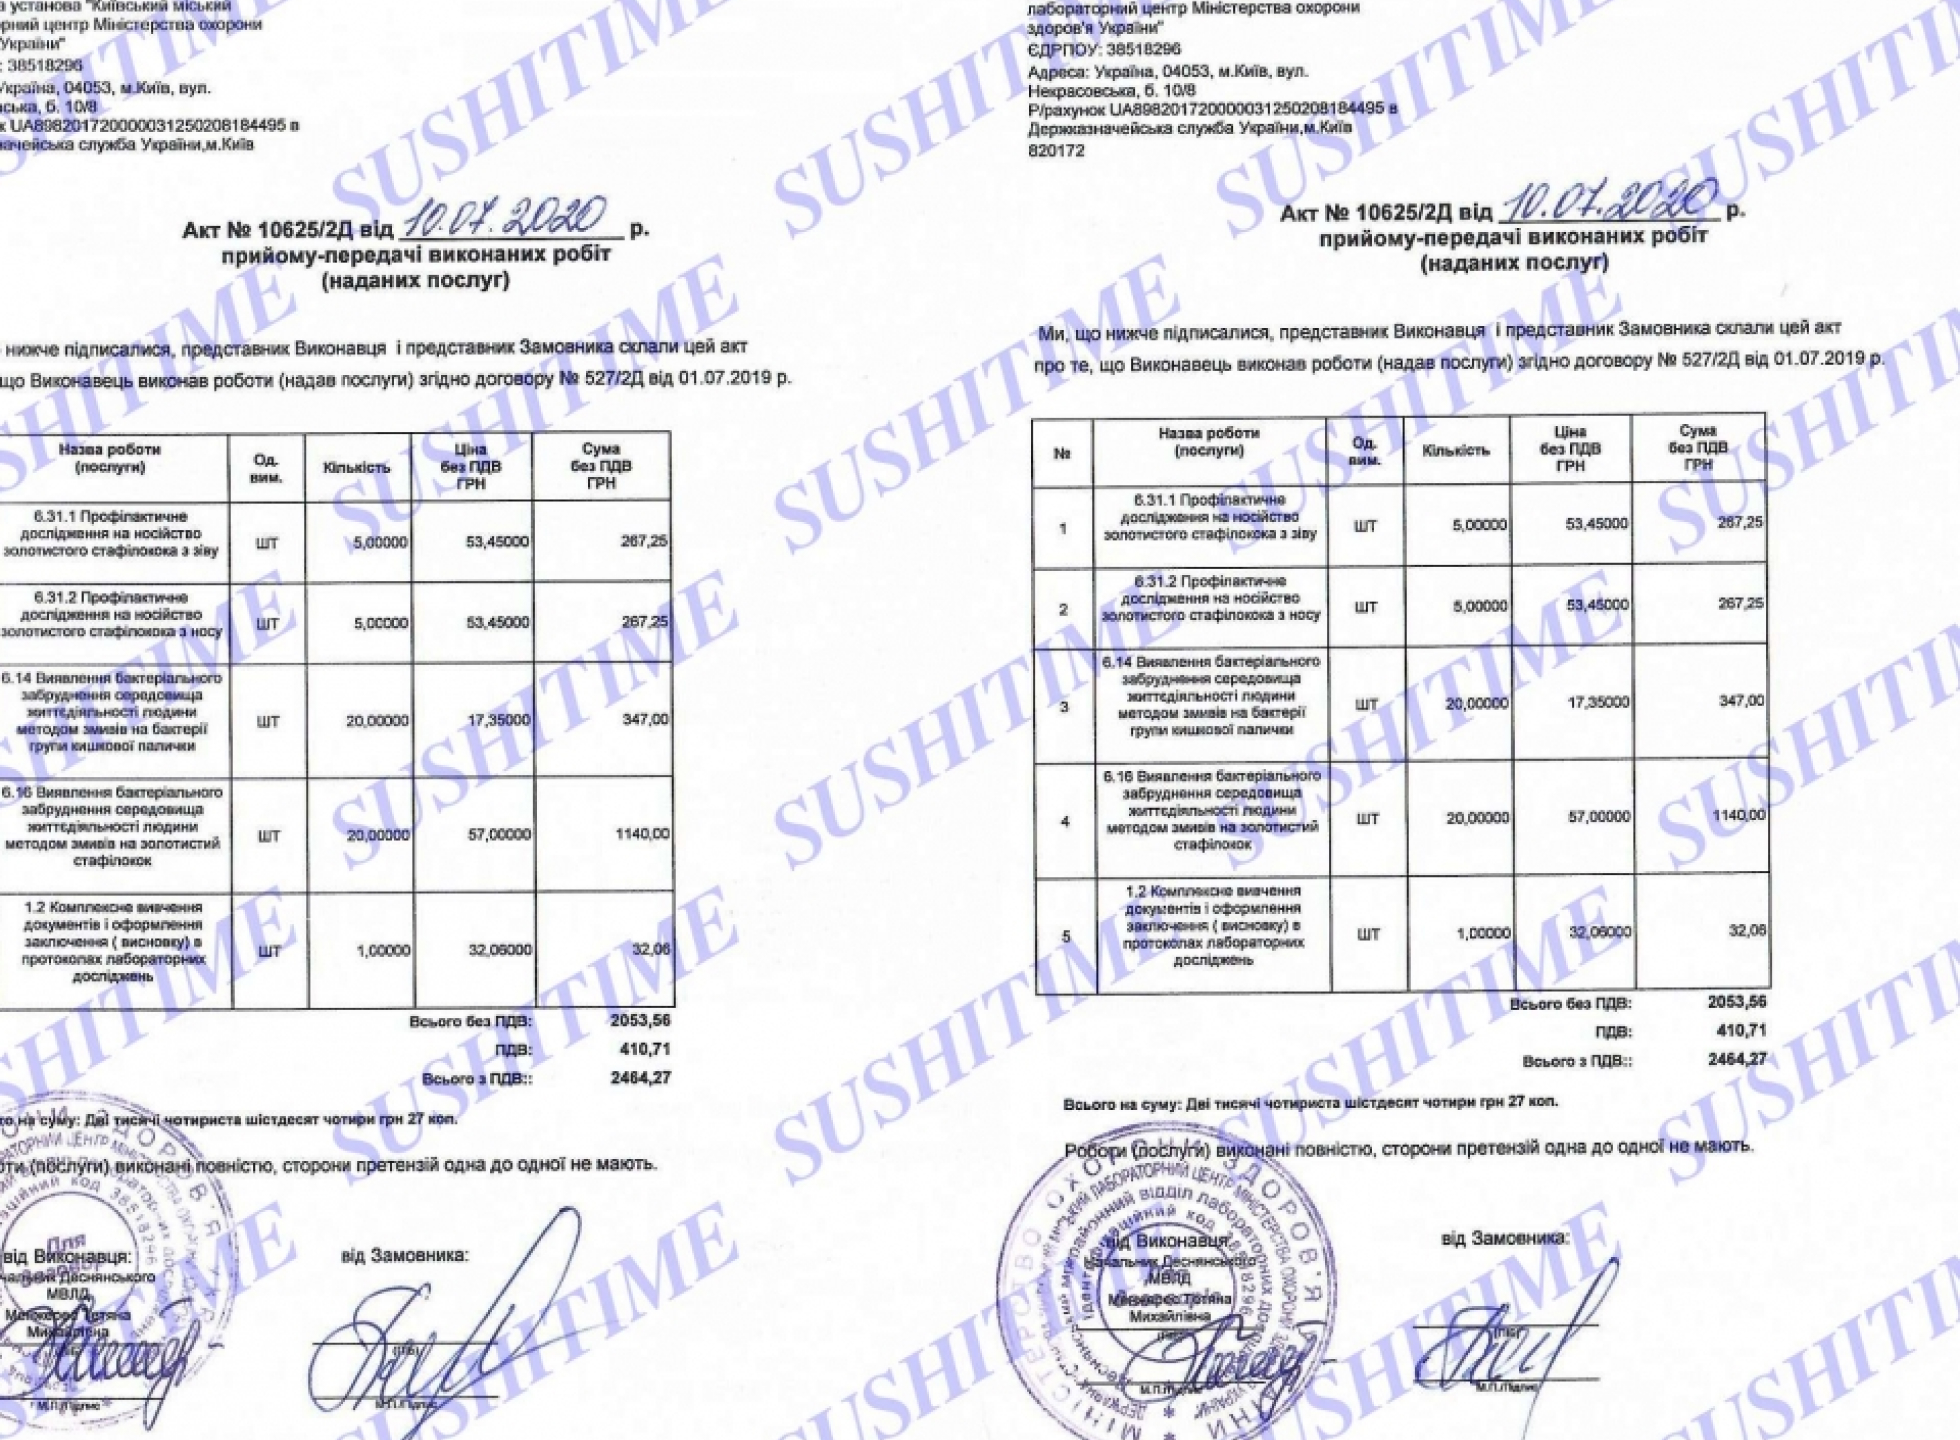 установа "Київський міський
центр Міністерства охорони
України"
: 38518296
Україна, 04053, м.Київ, вул.
б. 10/8
UA898201720000031250208184495 в
служба України,м.Київ
Акт № 10625/2Д від 10.07.2020 р.
прийому-передачі виконаних робіт
(наданих послуг)
нижче підписалися, представник Виконавця і представник Замовника склали цей акт
що Виконавець виконав роботи (надав послуги) згідно договору № 527/2Д від 01.07.2019 р.
Назва роботи
(послуги)
Од.
вим.
Кількість
Ціна
без ПДВ
ГРН
Сума
без ПДВ
ГРН
6.31.1 Профілактичне
дослідження на носійство
золотистого стафілокока з зіву
ШТ 5,00000 53,45000 267,25
6.31.2 Профілактичне
дослідження на носійство
золотистого стафілокока з носу
ШТ 5,00000 53,45000 267,25
6.14 Виявлення бактеріального
забруднення середовища
життєдіяльності людини
методом змивів на бактерії
групи кишкової палички
ШТ 20,00000 17,35000 347,00
6.16 Виявлення бактеріального
забруднення середовища
життєдіяльності людини
методом змивів на золотистий
стафілокок
ШТ 20,00000 57,00000 1140,00
1.2 Комплексне вивчення
документів і оформлення
заключення ( висновку) в
протоколах лабораторних
досліджень
ШТ 1,00000 32,06000 32,06
Всього без ПДВ: 2053,56
ПДВ: 410,71
Всього з ПДВ:: 2464,27
на суму: Дві тисячі чотириста шістдесят чотири грн 27 коп.
(послуги) виконані повністю, сторони претензій одна до одної не мають.
від Виконавця:
Деснянського
МВЛД
Тетяна
Михайлівна
М.П./Підпис
від Замовника:
(ПІБ)
М.П./Підпис
лабораторний центр Міністерства охорони
здоров'я України"
ЄДРПОУ: 38518296
Адреса: Україна, 04053, м.Київ, вул.
Некрасовська, б. 10/8
Р/рахунок UA898201720000031250208184495 в
Держказначейська служба України,м.Київ
820172
Акт № 10625/2Д від 10.07.2020 р.
прийому-передачі виконаних робіт
(наданих послуг)
Ми, що нижче підписалися, представник Виконавця і представник Замовника склали цей акт
про те, що Виконавець виконав роботи (надав послуги) згідно договору № 527/2Д від 01.07.2019 р.
№
Назва роботи
(послуги)
Од.
вим.
Кількість
Ціна
без ПДВ
ГРН
Сума
без ПДВ
ГРН
1
6.31.1 Профілактичне
дослідження на носійство
золотистого стафілокока з зіву
ШТ 5,00000 53,45000 267,25
2
6.31.2 Профілактичне
дослідження на носійство
золотистого стафілокока з носу
ШТ 5,00000 53,45000 267,25
3
6.14 Виявлення бактеріального
забруднення середовища
життєдіяльності людини
методом змивів на бактерії
групи кишкової палички
ШТ 20,00000 17,35000 347,00
4
6.16 Виявлення бактеріального
забруднення середовища
життєдіяльності людини
методом змивів на золотистий
стафілокок
ШТ 20,00000 57,00000 1140,00
5
1.2 Комплексне вивчення
документів і оформлення
заключення ( висновку) в
протоколах лабораторних
досліджень
ШТ 1,00000 32,06000 32,06
Всього без ПДВ: 2053,56
ПДВ: 410,71
Всього з ПДВ:: 2464,27
Всього на суму: Дві тисячі чотириста шістдесят чотири грн 27 коп.
Робори (послуги) виконані повністю, сторони претензій одна до одної не мають.
від Виконавця:
Начальник Деснянського
МВЛД
Тетяна
Михайлівна
(ПІБ)
М.П./Підпис
від Замовника:
(ПІБ)
М.П./Підпис
МІНІСТЕРСТВО ОХОРОНИ ЗДОРОВ'Я
SUSHITIME